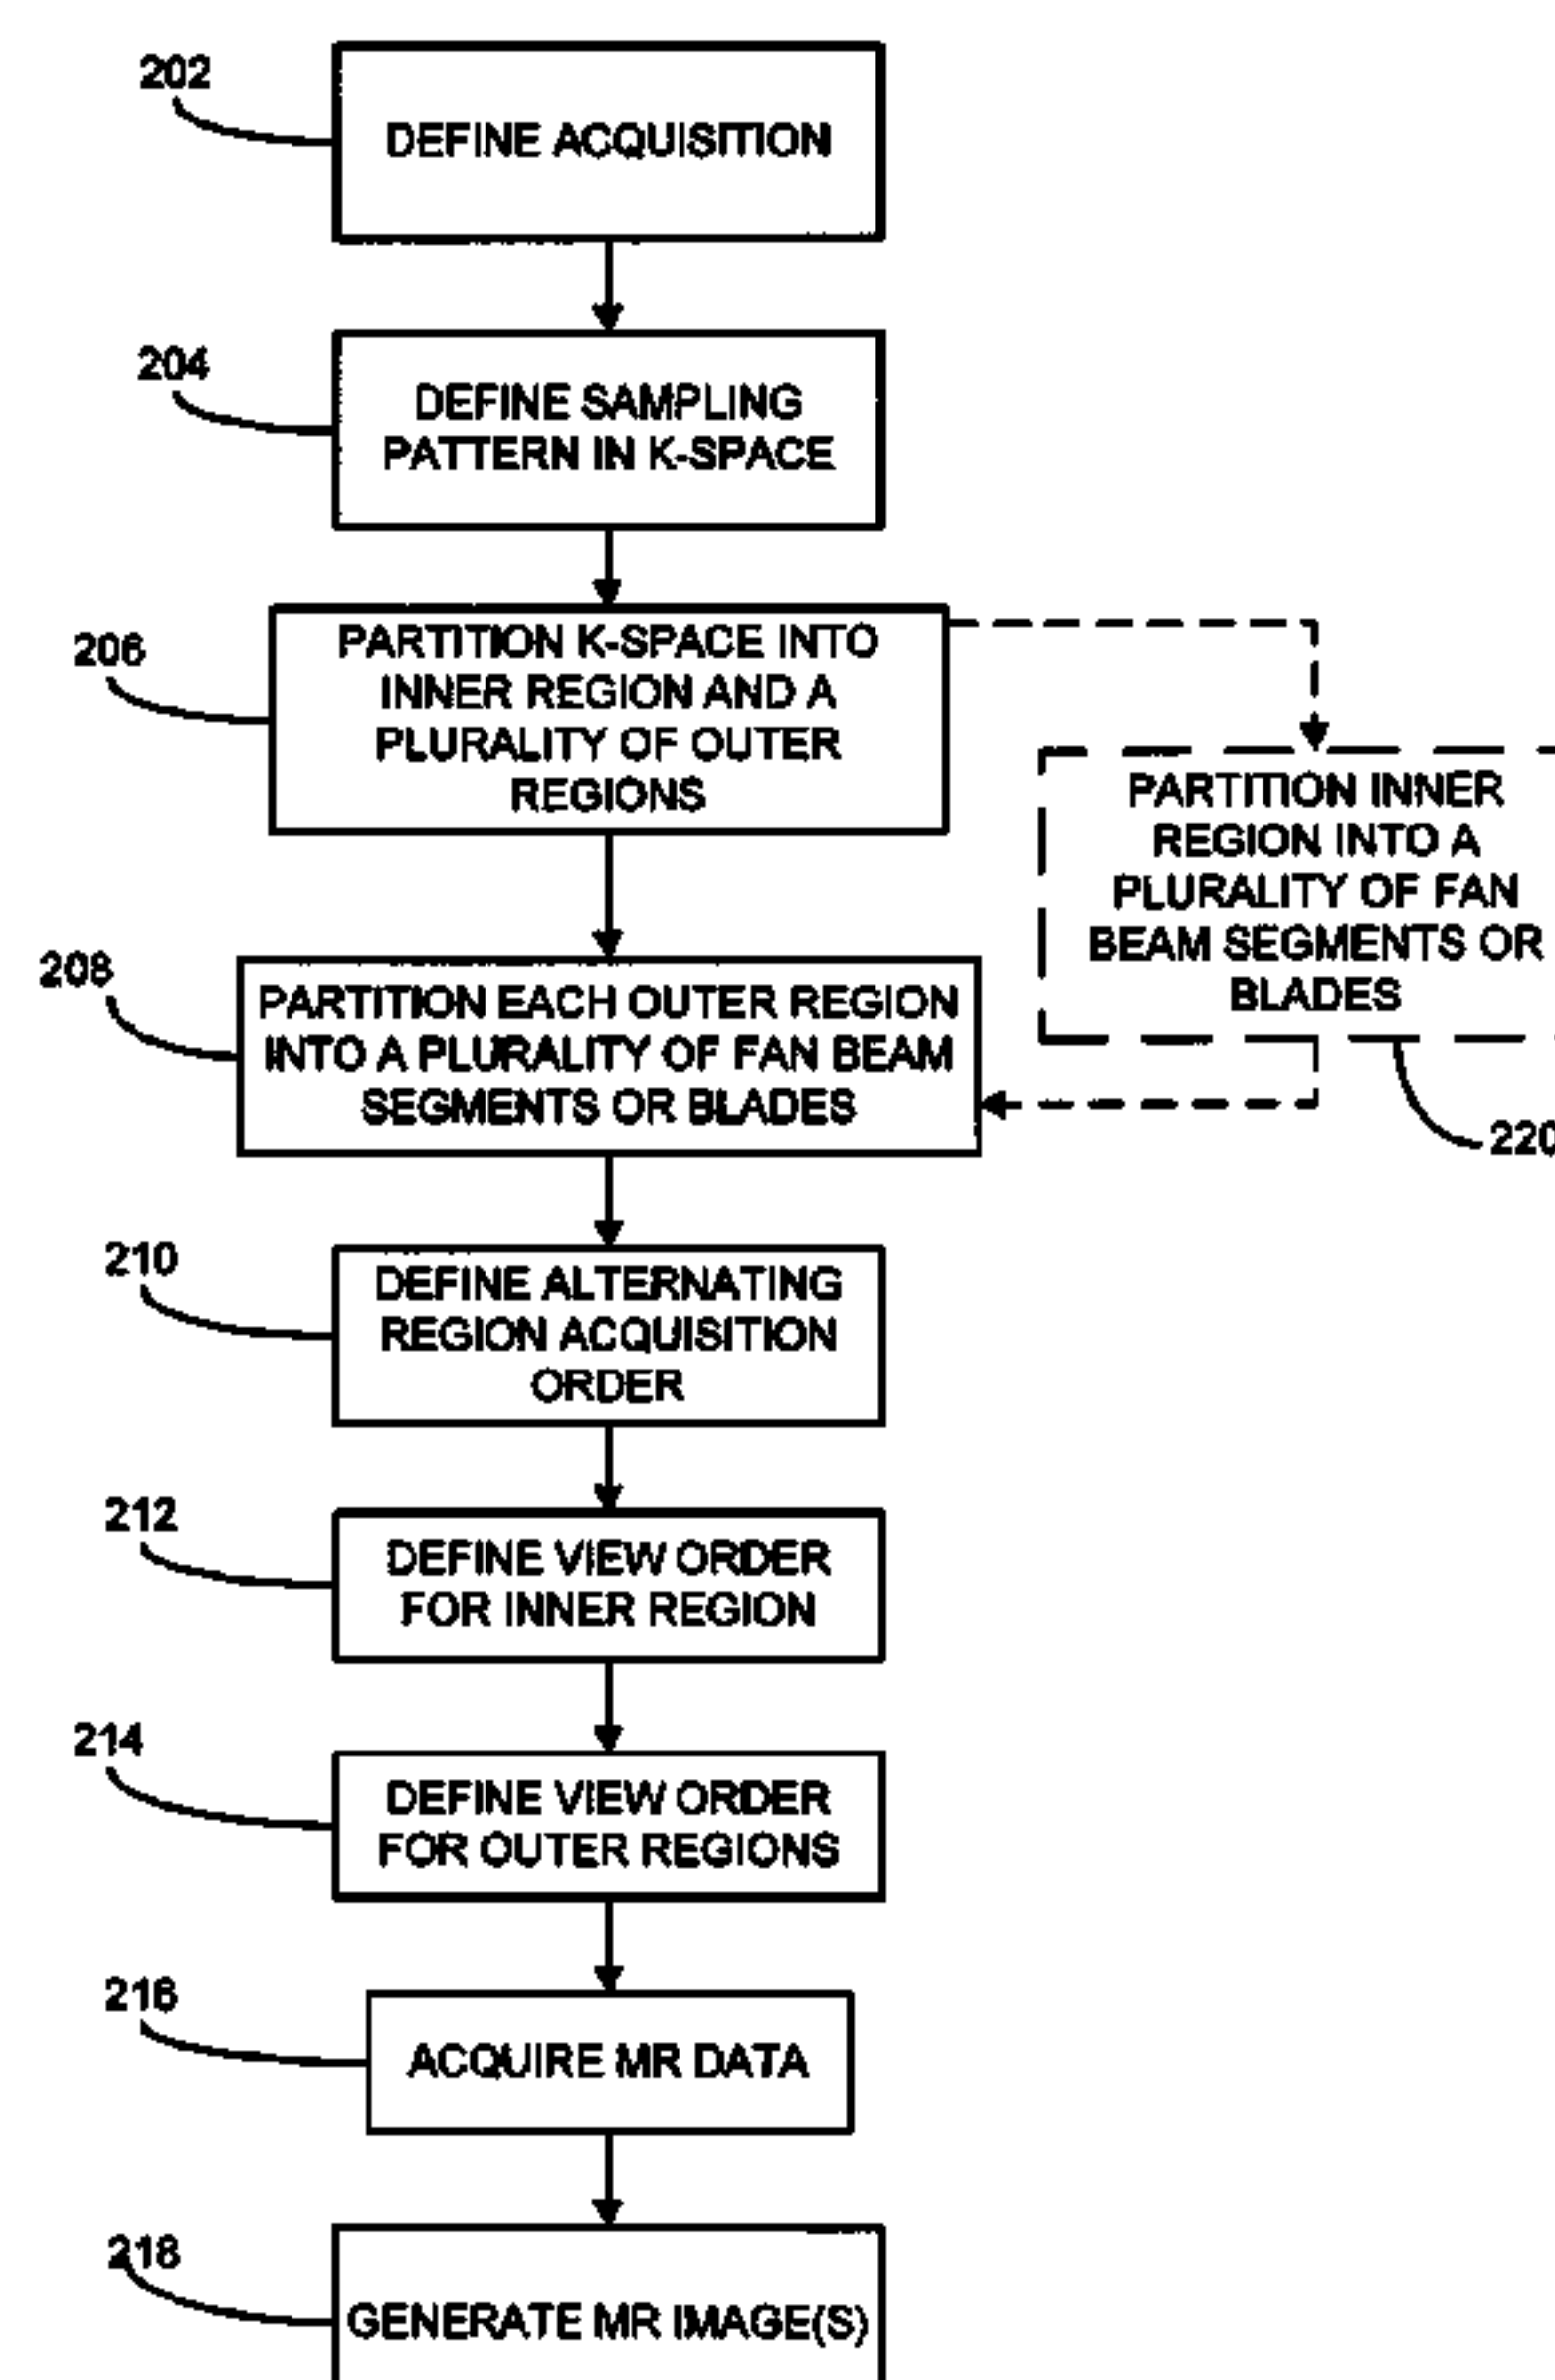 202
DEFINE ACQUISITION
204
DEFINE SAMPLING
PATTERN IN K-SPACE
206
PARTITION K-SPACE INTO
INNER REGION AND A
PLURALITY OF OUTER
REGIONS
PARTITION INNER
REGION INTO A
PLURALITY OF FAN
BEAM SEGMENTS OR
BLADES
220
208
PARTITION EACH OUTER REGION
INTO A PLURALITY OF FAN BEAM
SEGMENTS OR BLADES
210
DEFINE ALTERNATING
REGION ACQUISITION
ORDER
212
DEFINE VIEW ORDER
FOR INNER REGION
214
DEFINE VIEW ORDER
FOR OUTER REGIONS
216
ACQUIRE MR DATA
218
GENERATE MR IMAGE(S)